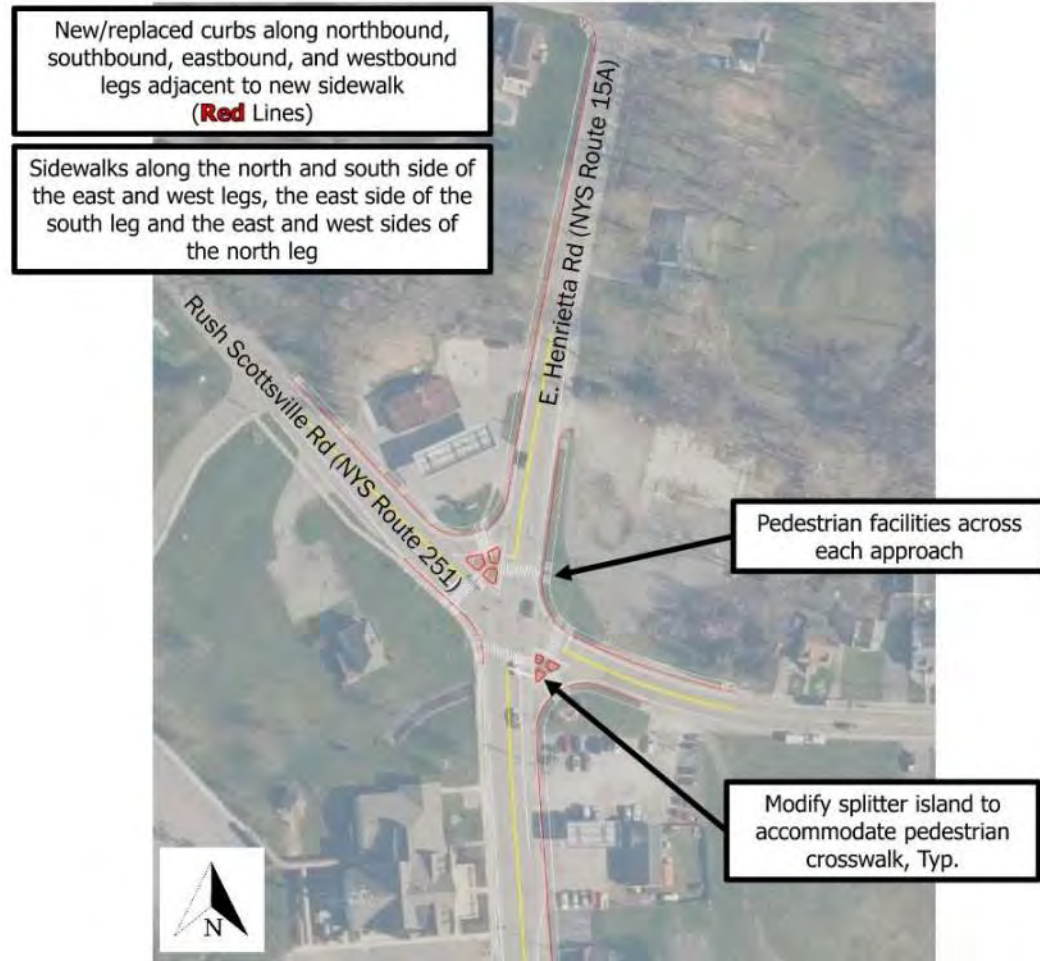 New/replaced curbs along northbound,
southbound, eastbound, and westbound
legs adjacent to new sidewalk
(Red Lines)
Sidewalks along the north and south side of
the east and west legs, the east side of the
south leg and the east and west sides of
the north leg
E. Henrietta Rd (NYS Route 15A)
Rush Scottsville Rd (NYS Route 251)
Pedestrian facilities across
each approach
Modify splitter island to
accommodate pedestrian
crosswalk, Typ.
N